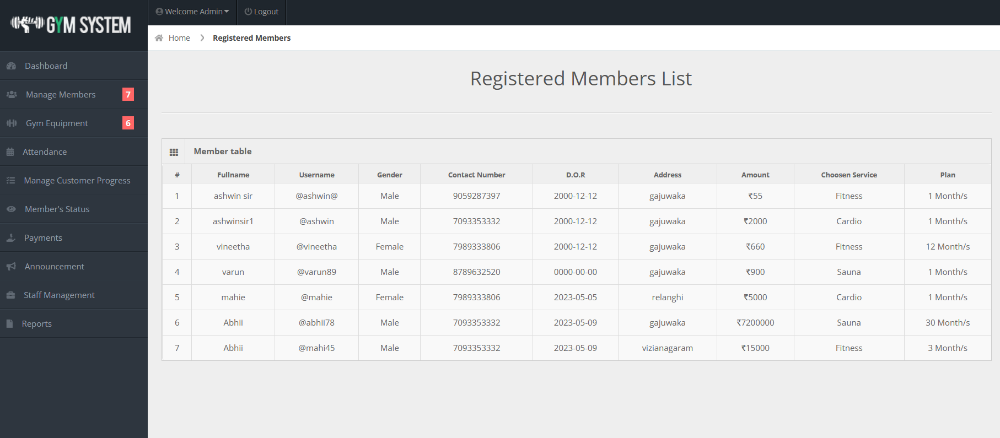 GYM SYSTEM
Welcome Admin
Logout
Home
Registered Members
Dashboard
Manage Members 7
Gym Equipment 6
Attendance
Manage Customer Progress
Member's Status
Payments
Announcement
Staff Management
Reports
Registered Members List
Member table
# Fullname Username Gender Contact Number D.O.R Address Amount Choosen Service Plan
1 ashwin sir @ashwin@ Male 9059287397 2000-12-12 gajuwaka ₹55 Fitness 1 Month/s
2 ashwinsir1 @ashwin Male 7093353332 2000-12-12 gajuwaka ₹2000 Cardio 1 Month/s
3 vineetha @vineetha Female 7989333806 2000-12-12 gajuwaka ₹660 Fitness 12 Month/s
4 varun @varun89 Male 8789632520 0000-00-00 gajuwaka ₹900 Sauna 1 Month/s
5 mahie @mahie Female 7989333806 2023-05-05 relanghi ₹5000 Cardio 1 Month/s
6 Abhii @abhii78 Male 7093353332 2023-05-09 gajuwaka ₹7200000 Sauna 30 Month/s
7 Abhii @mahi45 Male 7093353332 2023-05-09 vizianagaram ₹15000 Fitness 3 Month/s